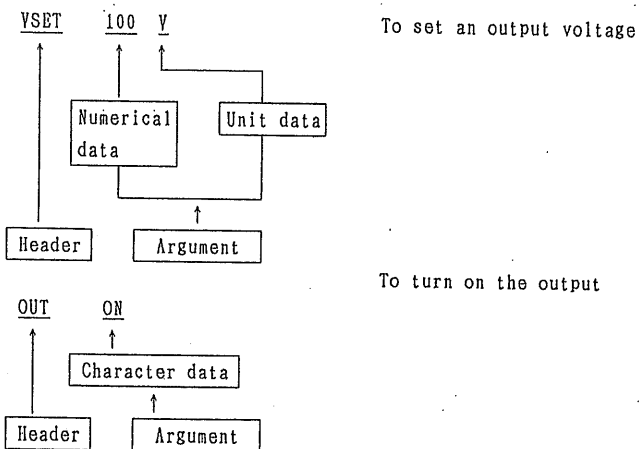 VSET 100 V To set an output voltage
Numerical data
Unit data
Header
Argument
To turn on the output
OUT ON
Character data
Header
Argument